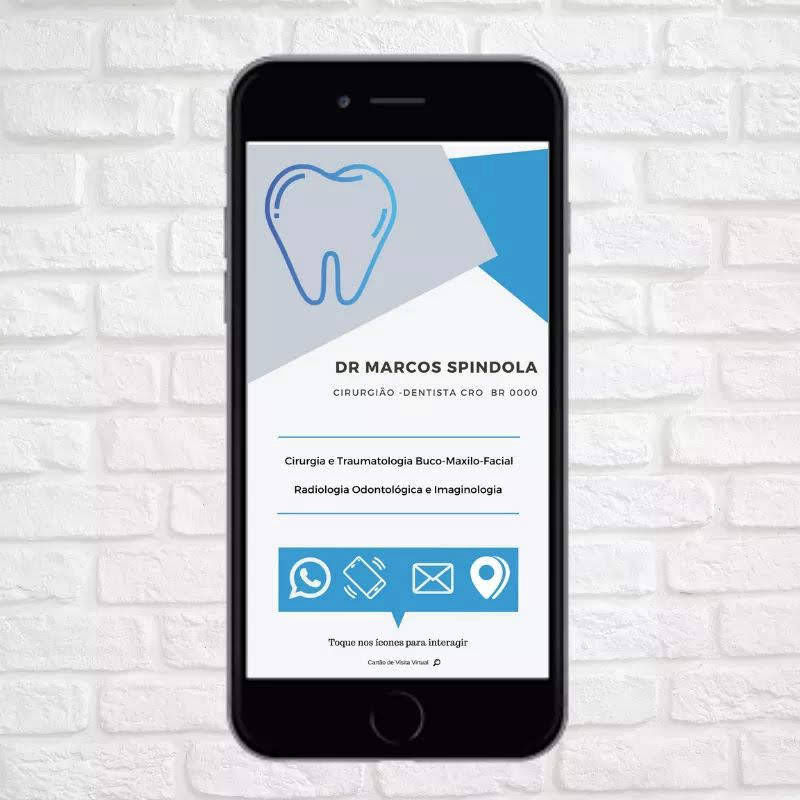 DR MARCOS SPINDOLA
CIRURGIÃO -DENTISTA CRO BR 0000
Cirurgia e Traumatologia Buco-Maxilo-Facial
Radiologia Odontológica e Imaginologia
Toque nos ícones para interagir
Cartão de Visita Virtual